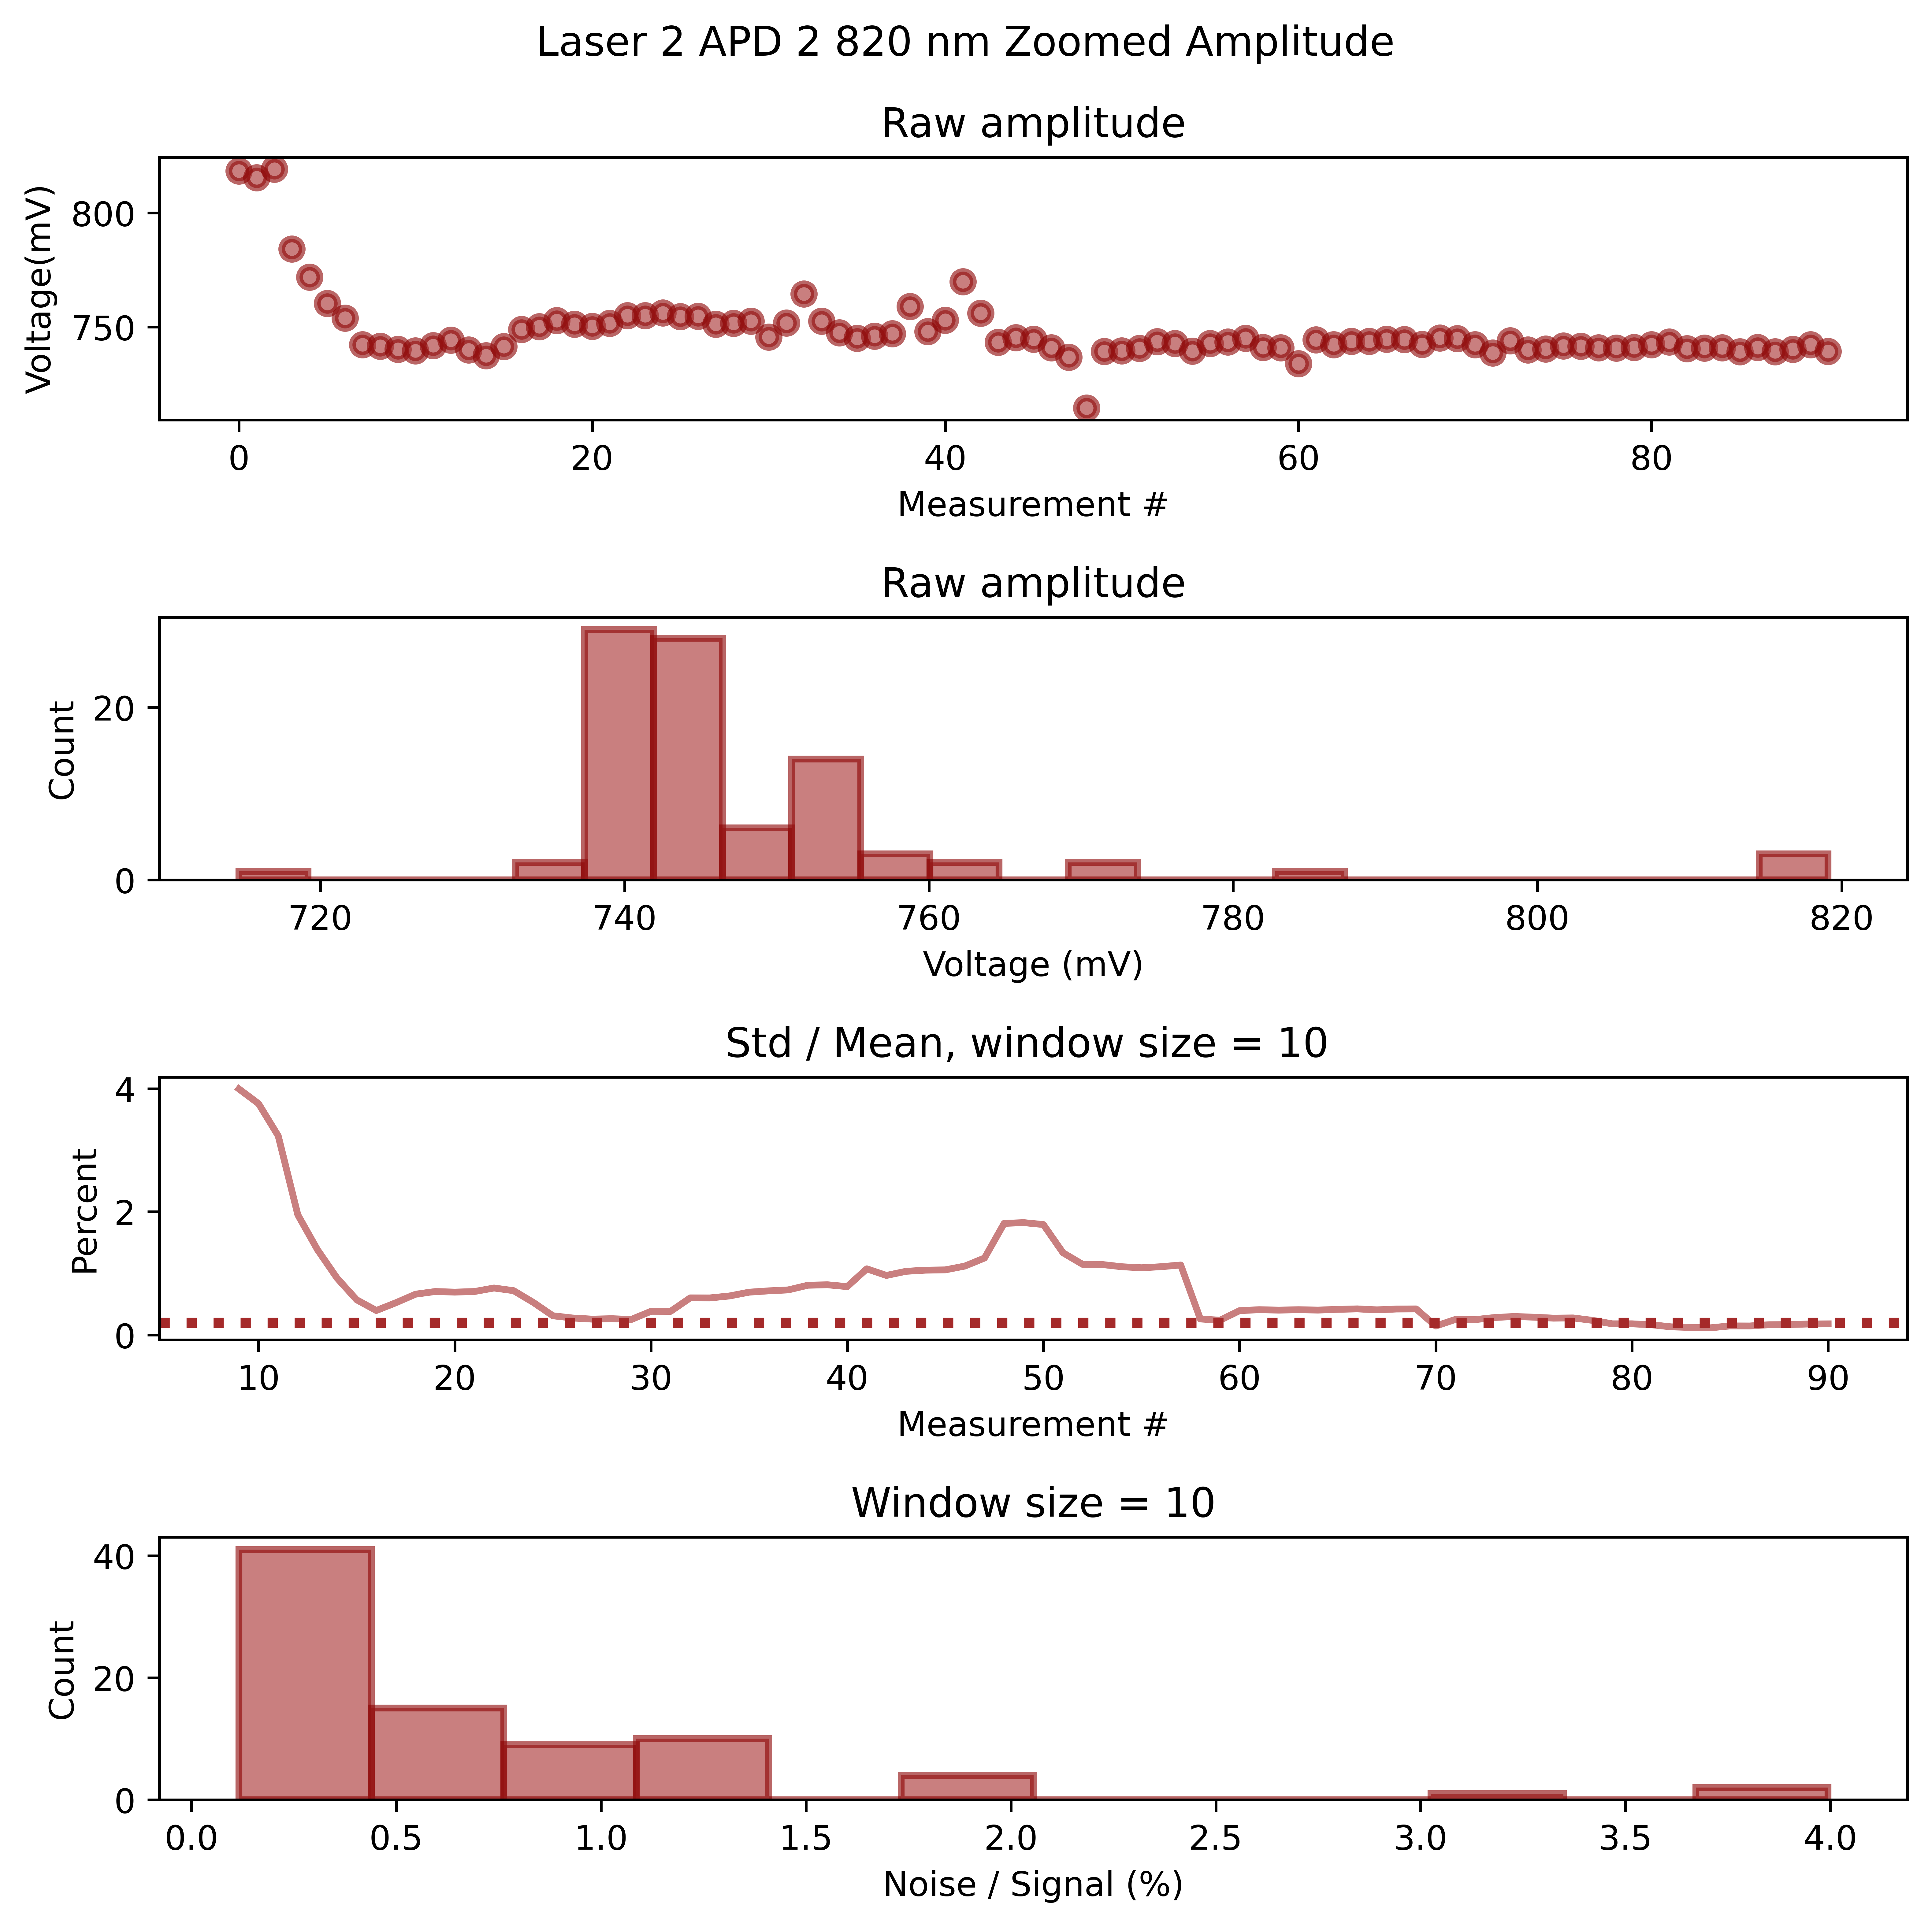 Laser 2 APD 2 820 nm Zoomed Amplitude
Raw amplitude
Voltage(mV)
800
750
0 20 40 60 80
Measurement #
Raw amplitude
Count
20
0
720 740 760 780 800 820
Voltage (mV)
Std / Mean, window size = 10
Percent
4
2
0
10 20 30 40 50 60 70 80 90
Measurement #
Window size = 10
Count
40
20
0
0.0 0.5 1.0 1.5 2.0 2.5 3.0 3.5 4.0
Noise / Signal (%)